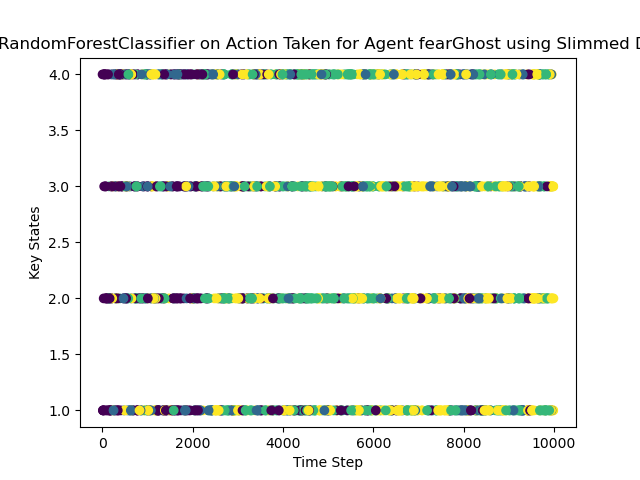 RandomForestClassifier on Action Taken for Agent fearGhost using Slimmed D
4.0
3.5
3.0
2.5
2.0
1.5
1.0
Key States
0 2000 4000 6000 8000 10000
Time Step